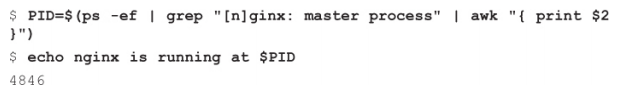 $ PID=$(ps -ef | grep "[n]ginx: master process" | awk "{ print $2
}")
$ echo nginx is running at $PID
4846